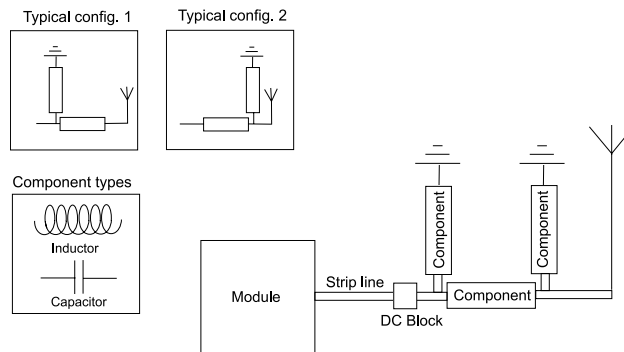 Typical config. 1
Typical config. 2
Component types
Inductor
Capacitor
Module
Strip line
DC Block
Component
Component
Component